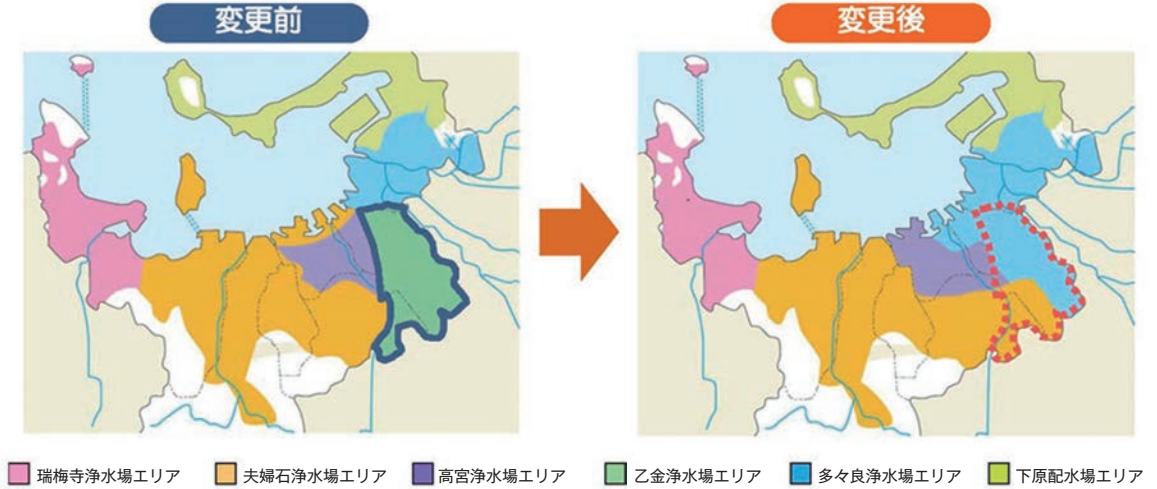 変更前
変更後
瑞梅寺浄水場エリア
夫婦石浄水場エリア
高宮浄水場エリア
乙金浄水場エリア
多々良浄水場エリア
下原配水場エリア